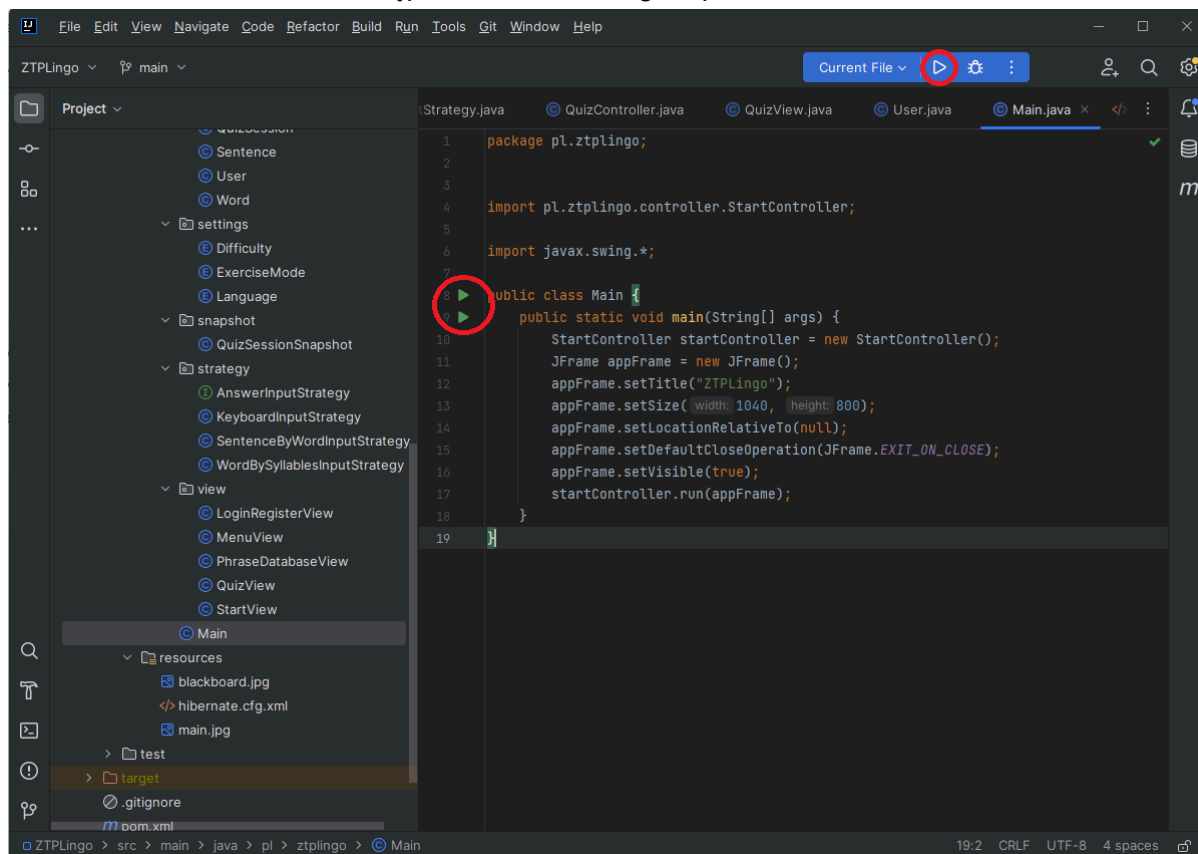 File Edit View Navigate Code Refactor Build Run Tools Git Window Help
ZTPLingo main Current File
Project
tStrategy.java QuizController.java QuizView.java User.java Main.java
QuizSession
Sentence
User
Word
settings
Difficulty
ExerciseMode
Language
snapshot
QuizSessionSnapshot
strategy
AnswerInputStrategy
KeyboardInputStrategy
SentenceByWordInputStrategy
WordBySyllablesInputStrategy
view
LoginRegisterView
MenuView
PhraseDatabaseView
QuizView
StartView
Main
resources
blackboard.jpg
hibernate.cfg.xml
main.jpg
test
target
.gitignore
pom.xml
1 package pl.ztplingo;
2
3
4 import pl.ztplingo.controller.StartController;
5
6 import javax.swing.*;
7
8 public class Main {
9 public static void main(String[] args) {
10 StartController startController = new StartController();
11 JFrame appFrame = new JFrame();
12 appFrame.setTitle("ZTPLingo");
13 appFrame.setSize( width: 1040, height: 800);
14 appFrame.setLocationRelativeTo(null);
15 appFrame.setDefaultCloseOperation(JFrame.EXIT_ON_CLOSE);
16 appFrame.setVisible(true);
17 startController.run(appFrame);
18 }
19 }
ZTPLingo > src > main > java > pl > ztplingo > Main 19:2 CRLF UTF-8 4 spaces